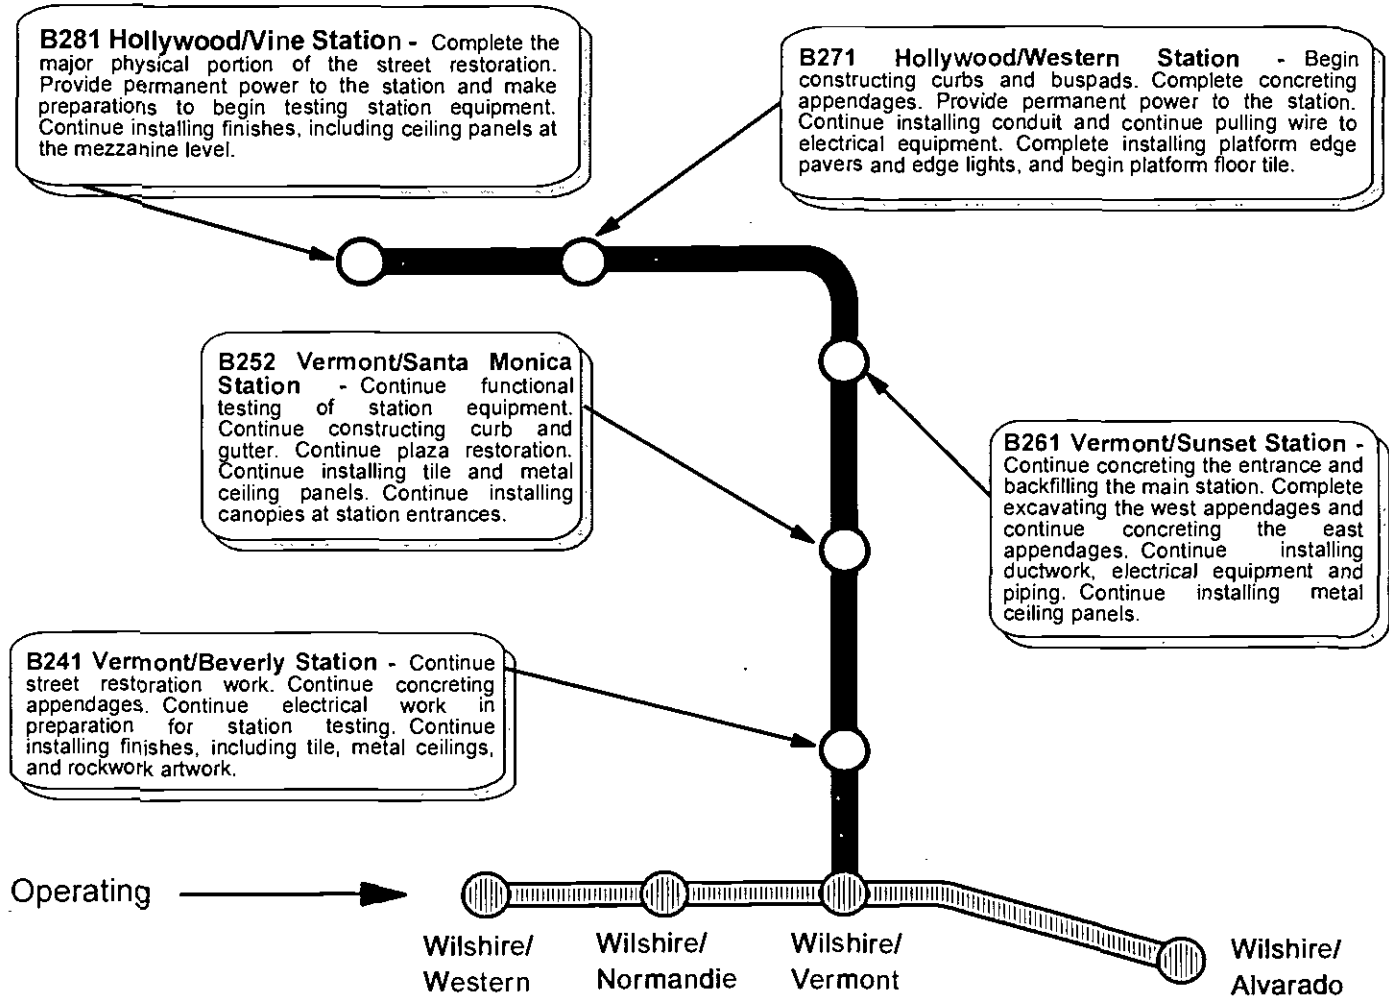 B281 Hollywood/Vine Station - Complete the
major physical portion of the street restoration.
Provide permanent power to the station and make
preparations to begin testing station equipment.
Continue installing finishes, including ceiling panels at
the mezzanine level.
B271 Hollywood/Western Station - Begin
constructing curbs and buspads. Complete concreting
appendages. Provide permanent power to the station.
Continue installing conduit and continue pulling wire to
electrical equipment. Complete installing platform edge
pavers and edge lights, and begin platform floor tile.
B252 Vermont/Santa Monica
Station - Continue functional
testing of station equipment.
Continue constructing curb and
gutter. Continue plaza restoration.
Continue installing tile and metal
ceiling panels. Continue installing
canopies at station entrances.
B261 Vermont/Sunset Station -
Continue concreting the entrance and
backfilling the main station. Complete
excavating the west appendages and
continue concreting the east
appendages. Continue installing
ductwork, electrical equipment and
piping. Continue installing metal
ceiling panels.
B241 Vermont/Beverly Station - Continue
street restoration work. Continue concreting
appendages. Continue electrical work in
preparation for station testing. Continue
installing finishes, including tile, metal ceilings,
and rockwork artwork.
Operating
Wilshire/
Western
Wilshire/
Normandie
Wilshire/
Vermont
Wilshire/
Alvarado